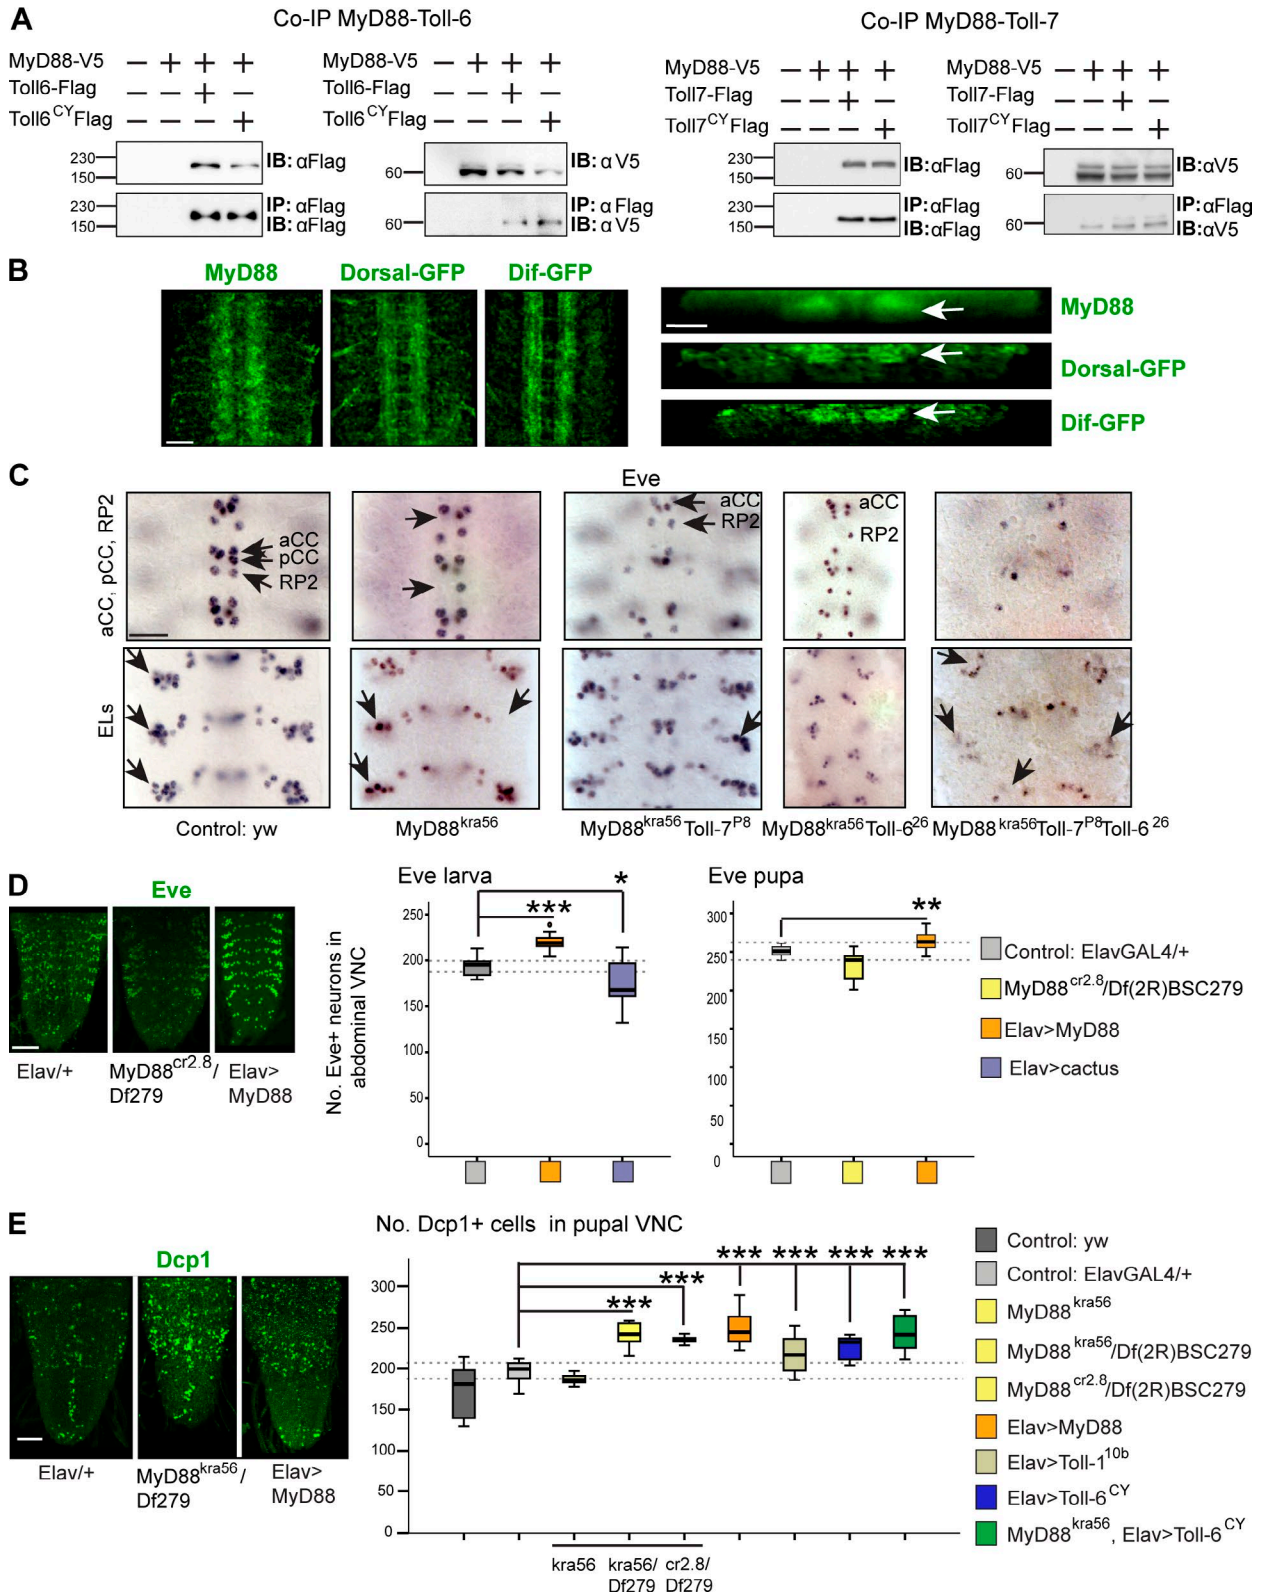 A
Co-IP MyD88-Toll-6
Co-IP MyD88-Toll-7
MyD88-V5 — + + +
Toll6-Flag — — + —
Toll6CYFlag — — — +
230
150
IB: αFlag
230
150
IP: αFlag
IB: αFlag
MyD88-V5 — + + +
Toll6-Flag — — + —
Toll6CYFlag — — — +
60
IB: α V5
60
IP: α Flag
IB: α V5
MyD88-V5 — + + +
Toll7-Flag — — + —
Toll7CYFlag — — — +
230
150
IB:αFlag
230
150
IP: αFlag
IB:αFlag
MyD88-V5 — + + +
Toll7-Flag — — + —
Toll7CYFlag — — — +
60
IB:αV5
60
IP: αFlag
IB:αV5
B
MyD88
Dorsal-GFP
Dif-GFP
MyD88
Dorsal-GFP
Dif-GFP
C
Eve
aCC, pCC, RP2
aCC
pCC
RP2
aCC
RP2
aCC
RP2
ELs
Control: yw
MyD88kra56
MyD88kra56Toll-7P8
MyD88kra56Toll-626
MyD88kra56Toll-7P8Toll-626
D
Eve
Elav/+
MyD88cr2.8/
Df279
Elav>
MyD88
Eve larva
No. Eve+ neurons in
abdominal VNC
250
200
150
100
50
0
***
*
Eve pupa
300
250
200
150
100
50
0
**
Control: ElavGAL4/+
MyD88cr2.8/Df(2R)BSC279
Elav>MyD88
Elav>cactus
E
Dcp1
Elav/+
MyD88kra56/
Df279
Elav>
MyD88
No. Dcp1+ cells in pupal VNC
300
250
200
150
100
50
0
*** *** *** ***
***
***
kra56
kra56/
Df279
cr2.8/
Df279
Control: yw
Control: ElavGAL4/+
MyD88kra56
MyD88kra56/Df(2R)BSC279
MyD88cr2.8/Df(2R)BSC279
Elav>MyD88
Elav>Toll-110b
Elav>Toll-6CY
MyD88kra56, Elav>Toll-6CY